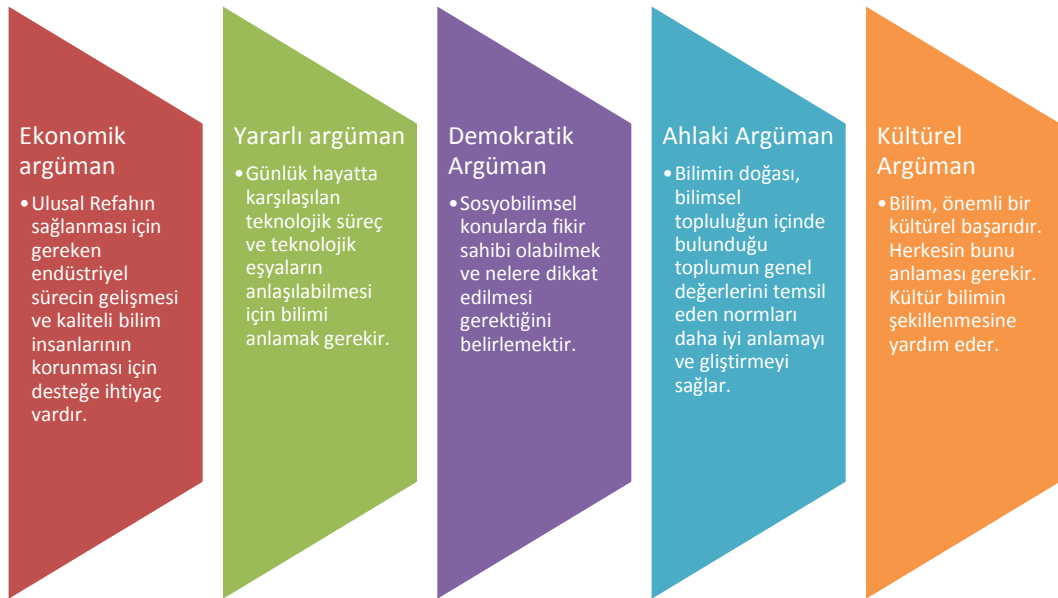 Ekonomik
argüman
•Ulusal Refahın
sağlanması için
gereken
endüstriyel
sürecin gelişmesi
ve kaliteli bilim
insanlarının
korunması için
desteğe ihtiyaç
vardır.
Yararlı argüman
•Günlük hayatta
karşılaşılan
teknolojik süreç
ve teknolojik
eşyaların
anlaşılabilmesi
için bilimi
anlamak gerekir.
Demokratik
Argüman
•Sosyobilimsel
konularda fikir
sahibi olabilmek
ve nelere dikkat
edilmesi
gerektiğini
belirlemektir.
Ahlaki Argüman
•Bilimin doğası,
bilimsel
topluluğun içinde
bulunduğu
toplumun genel
değerlerini temsil
eden normları
daha iyi anlamayı
ve gliştirmeyi
sağlar.
Kültürel
Argüman
•Bilim, önemli bir
kültürel başarıdır.
Herkesin bunu
anlaması gerekir.
Kültür bilimin
şekillenmesine
yardım eder.